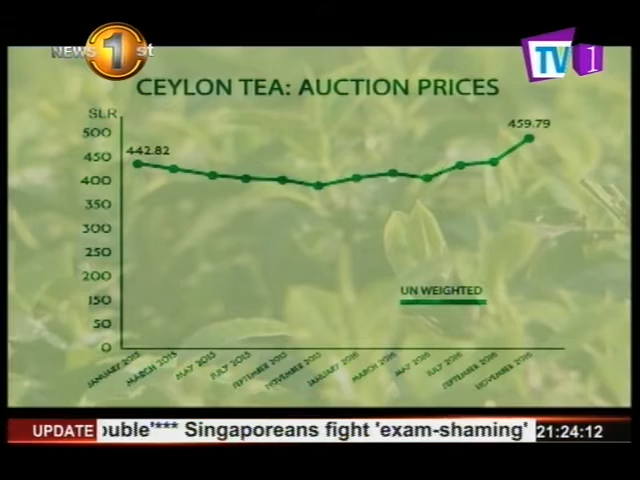 NEWS 1st
TV 1
CEYLON TEA: AUCTION PRICES
SLR
500
450
400
350
300
250
200
150
50
0
442.82
459.79
UN WEIGHTED
JANUARY 2015
MARCH 2015
MAY 2015
JULY 2015
SEPTEMBER 2015
NOVEMBER 2015
JANUARY 2016
MARCH 2016
MAY 2016
JULY 2016
SEPTEMBER 2016
NOVEMBER 2016
UPDATE ouble'*** Singaporeans fight 'exam-shaming' 21:24:12